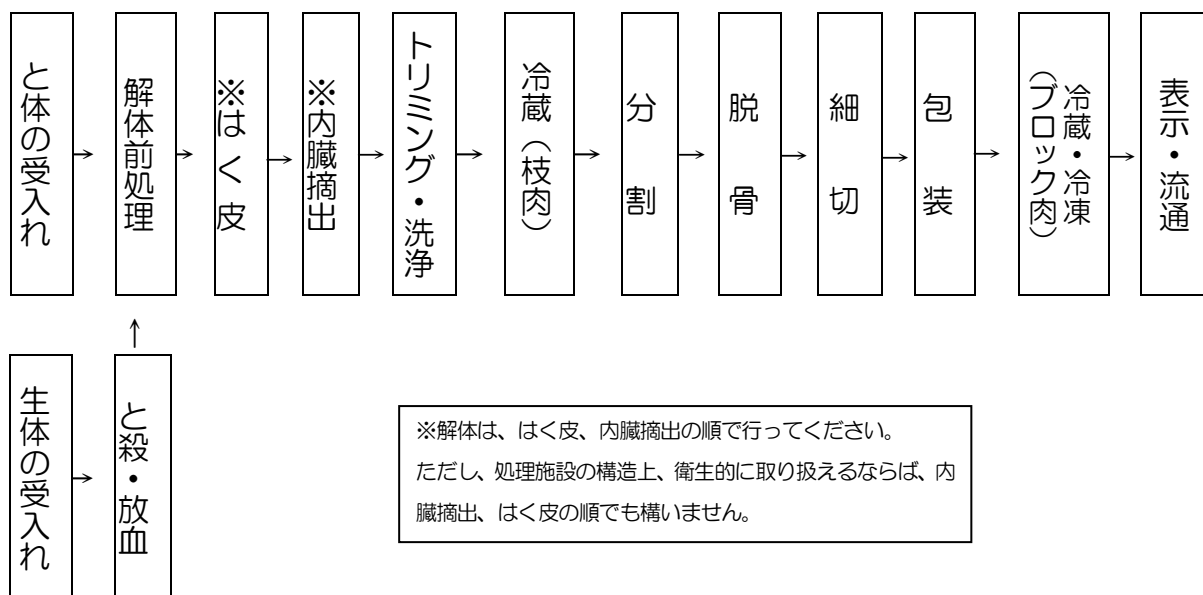 と体の受入れ
→
解体前処理
→
※はく皮
→
※内臓摘出
→
トリミング・洗浄
→
冷蔵（枝肉）
→
分割
→
脱骨
→
細切
→
包装
→
冷蔵・冷凍
（ブロック肉）
→
表示・流通
↑
生体の受入れ
→
と殺・放血
※解体は、はく皮、内臓摘出の順で行ってください。
ただし、処理施設の構造上、衛生的に取り扱えるならば、内
臓摘出、はく皮の順でも構いません。